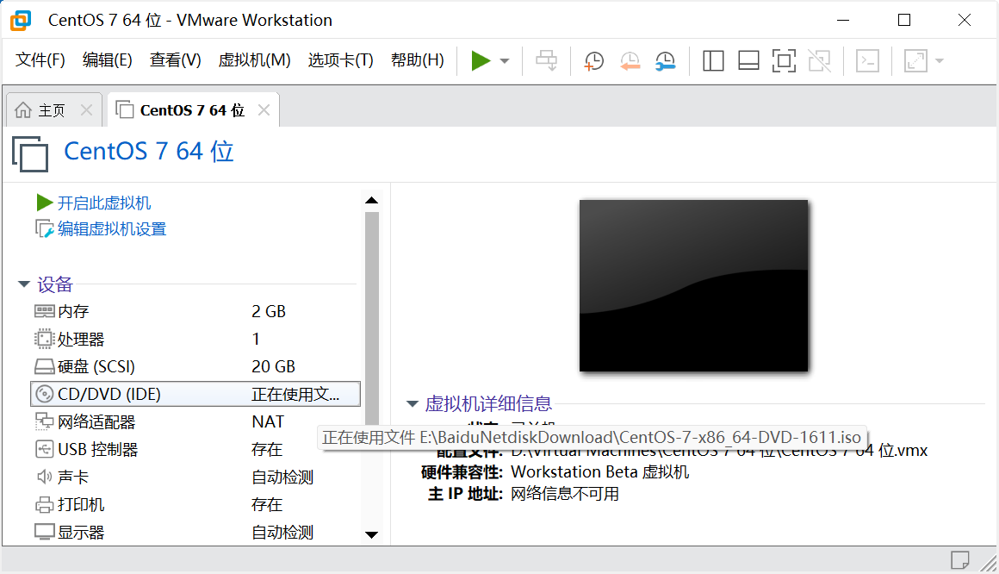 CentOS 7 64 位 - VMware Workstation
文件(F) 编辑(E) 查看(V) 虚拟机(M) 选项卡(T) 帮助(H)
主页 CentOS 7 64 位
CentOS 7 64 位
开启此虚拟机
编辑虚拟机设置
设备
内存 2 GB
处理器 1
硬盘 (SCSI) 20 GB
CD/DVD (IDE) 正在使用文...
网络适配器 NAT
USB 控制器 存在
声卡 自动检测
打印机 存在
显示器 自动检测
虚拟机详细信息
正在使用文件 E:\BaiduNetdiskDownload\CentOS-7-x86_64-DVD-1611.iso
配置文件: D:\Virtual Machines\CentOS 7 64 位\CentOS 7 64 位.vmx
硬件兼容性: Workstation Beta 虚拟机
主 IP 地址: 网络信息不可用